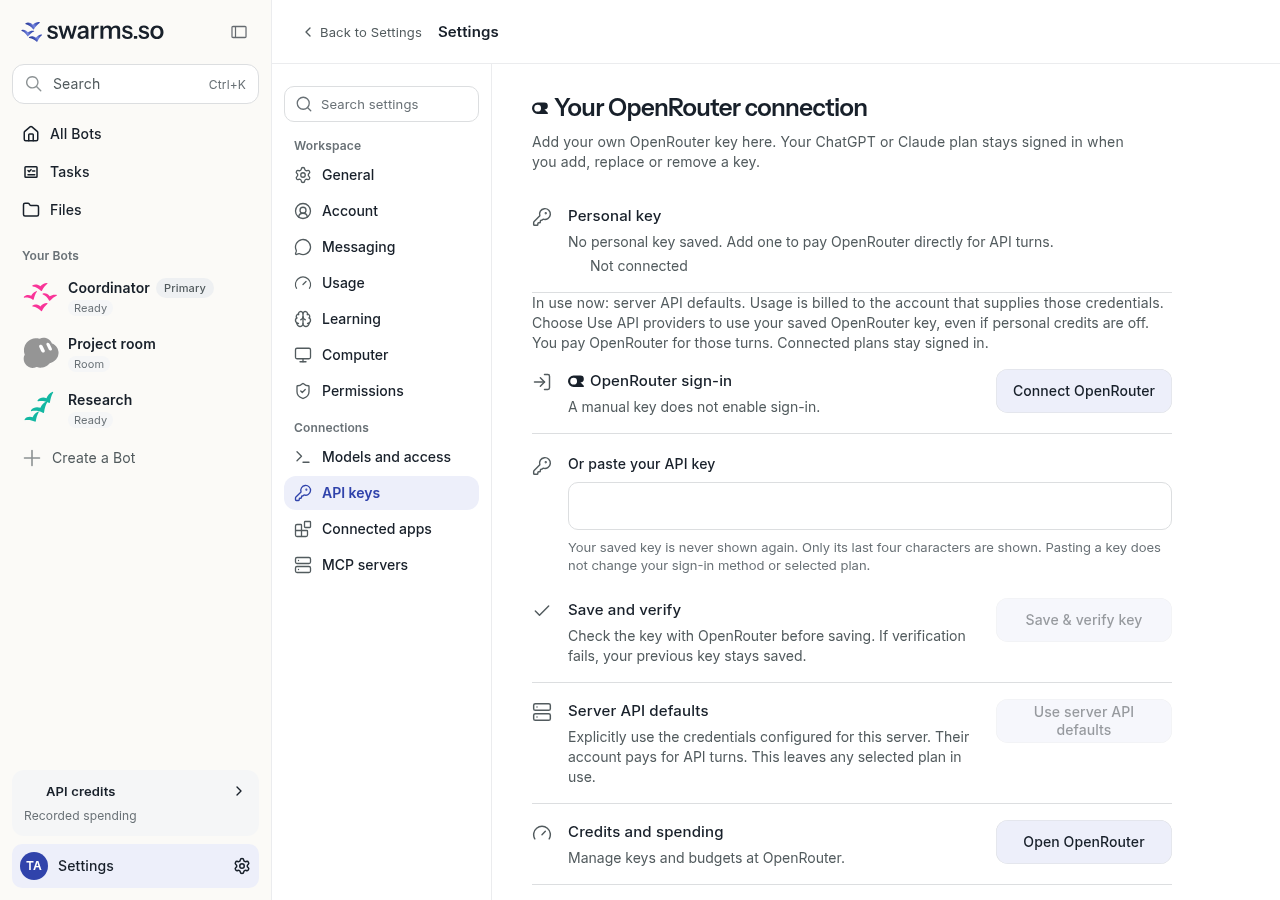 swarms.so
Search Ctrl+K
All Bots
Tasks
Files
Your Bots
Coordinator Primary
Ready
Project room
Room
Research
Ready
Create a Bot
API credits
Recorded spending
TA Settings
Back to Settings Settings
Search settings
Workspace
General
Account
Messaging
Usage
Learning
Computer
Permissions
Connections
Models and access
API keys
Connected apps
MCP servers
Your OpenRouter connection
Add your own OpenRouter key here. Your ChatGPT or Claude plan stays signed in when
you add, replace or remove a key.
Personal key
No personal key saved. Add one to pay OpenRouter directly for API turns.
Not connected
In use now: server API defaults. Usage is billed to the account that supplies those credentials.
Choose Use API providers to use your saved OpenRouter key, even if personal credits are off.
You pay OpenRouter for those turns. Connected plans stay signed in.
OpenRouter sign-in
A manual key does not enable sign-in.
Connect OpenRouter
Or paste your API key
Your saved key is never shown again. Only its last four characters are shown. Pasting a key does
not change your sign-in method or selected plan.
Save and verify
Check the key with OpenRouter before saving. If verification
fails, your previous key stays saved.
Save & verify key
Server API defaults
Explicitly use the credentials configured for this server. Their
account pays for API turns. This leaves any selected plan in
use.
Use server API
defaults
Credits and spending
Manage keys and budgets at OpenRouter.
Open OpenRouter